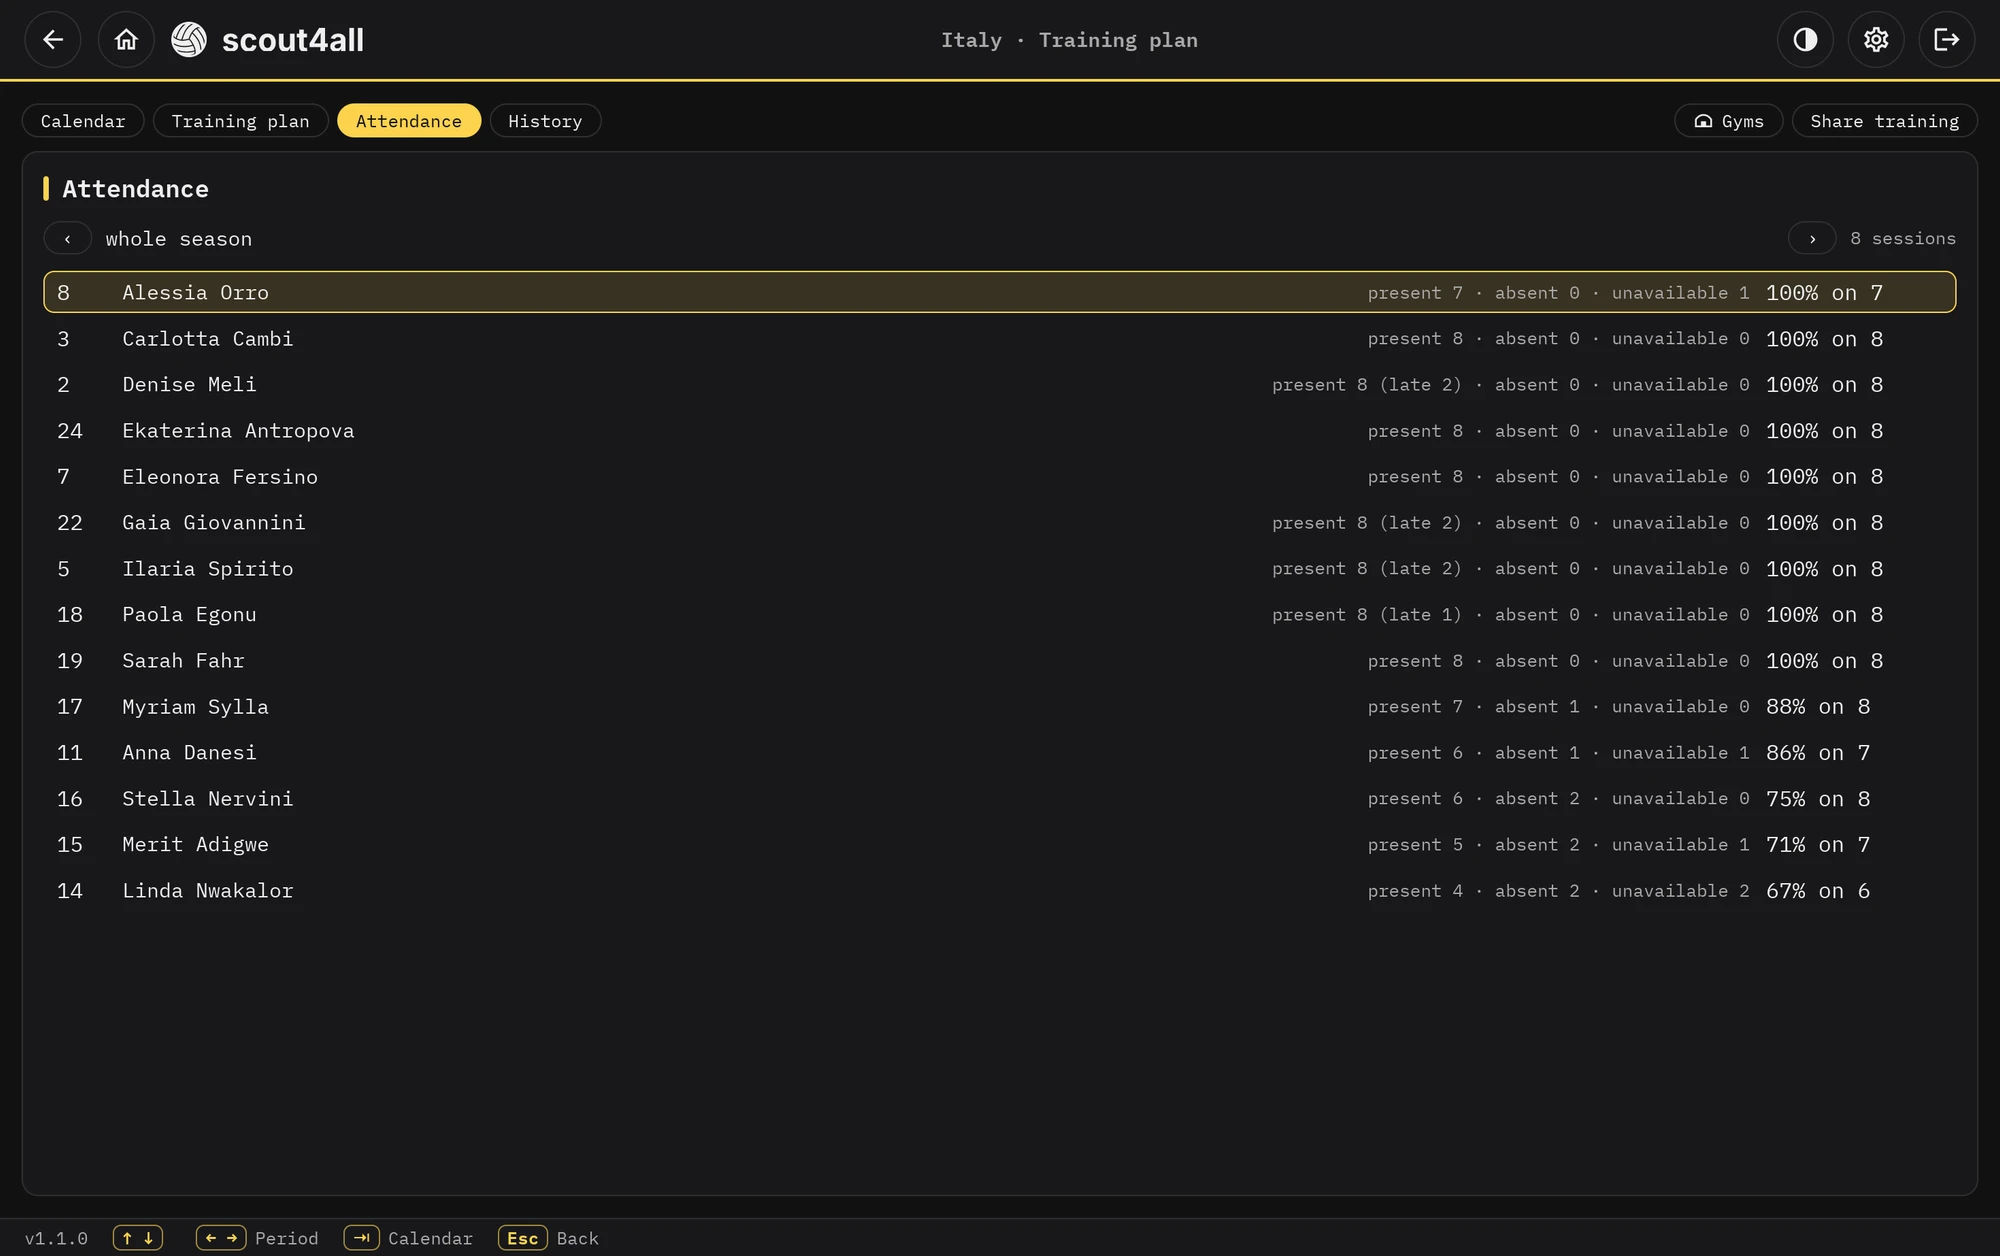 scout4all
Italy · Training plan
Calendar Training plan Attendance History Gyms Share training
Attendance
‹ whole season › 8 sessions
8 Alessia Orro present 7 · absent 0 · unavailable 1 100% on 7
3 Carlotta Cambi present 8 · absent 0 · unavailable 0 100% on 8
2 Denise Meli present 8 (late 2) · absent 0 · unavailable 0 100% on 8
24 Ekaterina Antropova present 8 · absent 0 · unavailable 0 100% on 8
7 Eleonora Fersino present 8 · absent 0 · unavailable 0 100% on 8
22 Gaia Giovannini present 8 (late 2) · absent 0 · unavailable 0 100% on 8
5 Ilaria Spirito present 8 (late 2) · absent 0 · unavailable 0 100% on 8
18 Paola Egonu present 8 (late 1) · absent 0 · unavailable 0 100% on 8
19 Sarah Fahr present 8 · absent 0 · unavailable 0 100% on 8
17 Myriam Sylla present 7 · absent 1 · unavailable 0 88% on 8
11 Anna Danesi present 6 · absent 1 · unavailable 1 86% on 7
16 Stella Nervini present 6 · absent 2 · unavailable 0 75% on 8
15 Merit Adigwe present 5 · absent 2 · unavailable 1 71% on 7
14 Linda Nwakalor present 4 · absent 2 · unavailable 2 67% on 6
v1.1.0 ↑ ↓ ← → Period ⇥ Calendar Esc Back